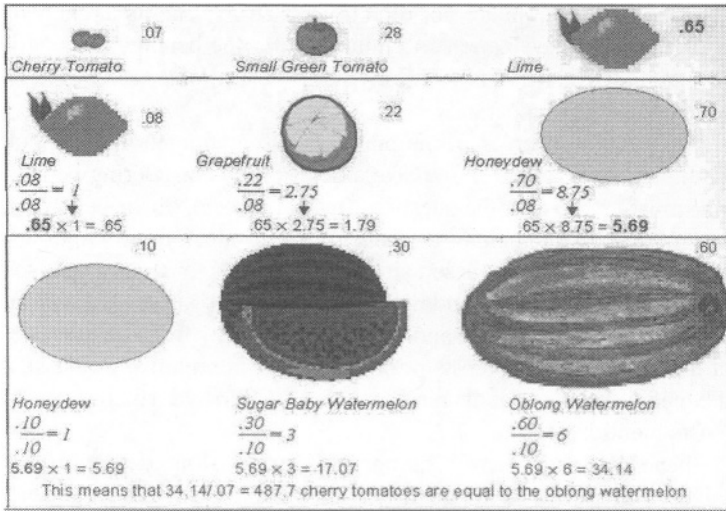 .07 .28 .65
Cherry Tomato Small Green Tomato Lime
.08 .22 .70
Lime Grapefruit Honeydew
.08/.08 = 1 .22/.08 = 2.75 .70/.08 = 8.75
.65 × 1 = .65 .65 × 2.75 = 1.79 .65 × 8.75 = 5.69
.10 .30 .60
Honeydew Sugar Baby Watermelon Oblong Watermelon
.10/.10 = 1 .30/.10 = 3 .60/.10 = 6
5.69 × 1 = 5.69 5.69 × 3 = 17.07 5.69 × 6 = 34.14
This means that 34.14/.07 = 487.7 cherry tomatoes are equal to the oblong watermelon